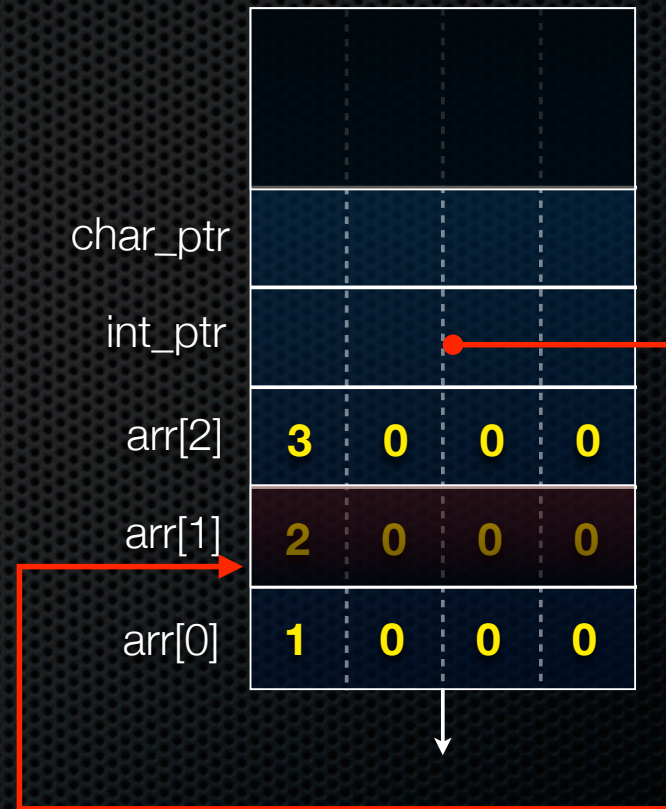 char_ptr
int_ptr
arr[2] 3 0 0 0
arr[1] 2 0 0 0
arr[0] 1 0 0 0